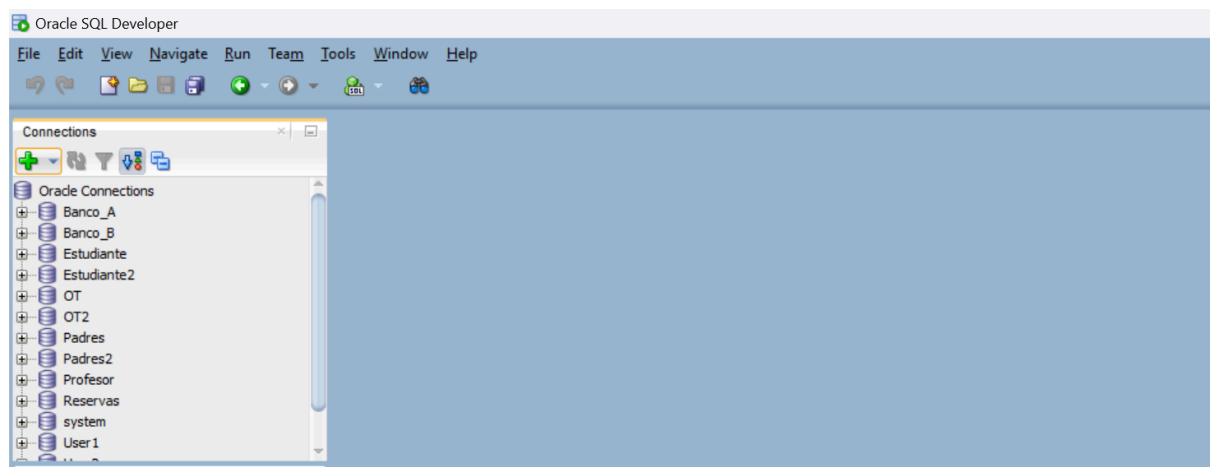 Oracle SQL Developer
File Edit View Navigate Run Team Tools Window Help
SQL
Connections
Oracle Connections
Banco_A
Banco_B
Estudiante
Estudiante2
OT
OT2
Padres
Padres2
Profesor
Reservas
system
User1